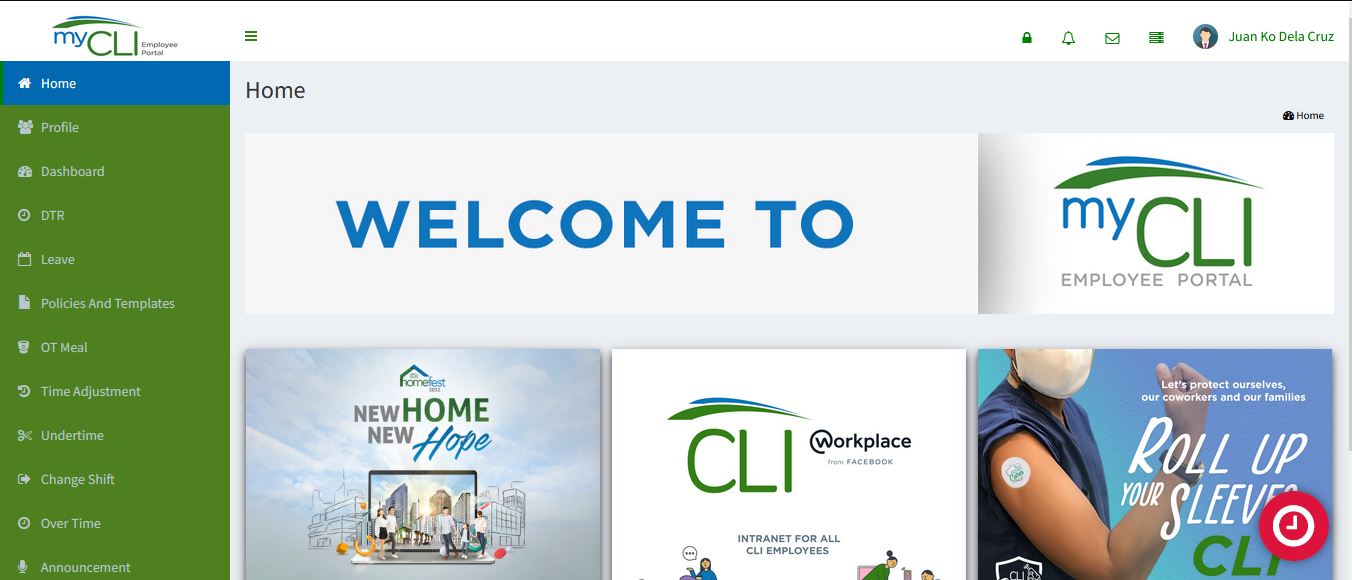 myCLI Employee Portal
Juan Ko Dela Cruz
Home
Profile
Dashboard
DTR
Leave
Policies And Templates
OT Meal
Time Adjustment
Undertime
Change Shift
Over Time
Announcement
Home
Home
WELCOME TO
myCLI
EMPLOYEE PORTAL
homefest
2022
NEW HOME
NEW Hope
CLI
Workplace
from FACEBOOK
INTRANET FOR ALL
CLI EMPLOYEES
Let's protect ourselves,
our coworkers and our families
ROLL UP
YOUR SLEEVES
CLI
CLI